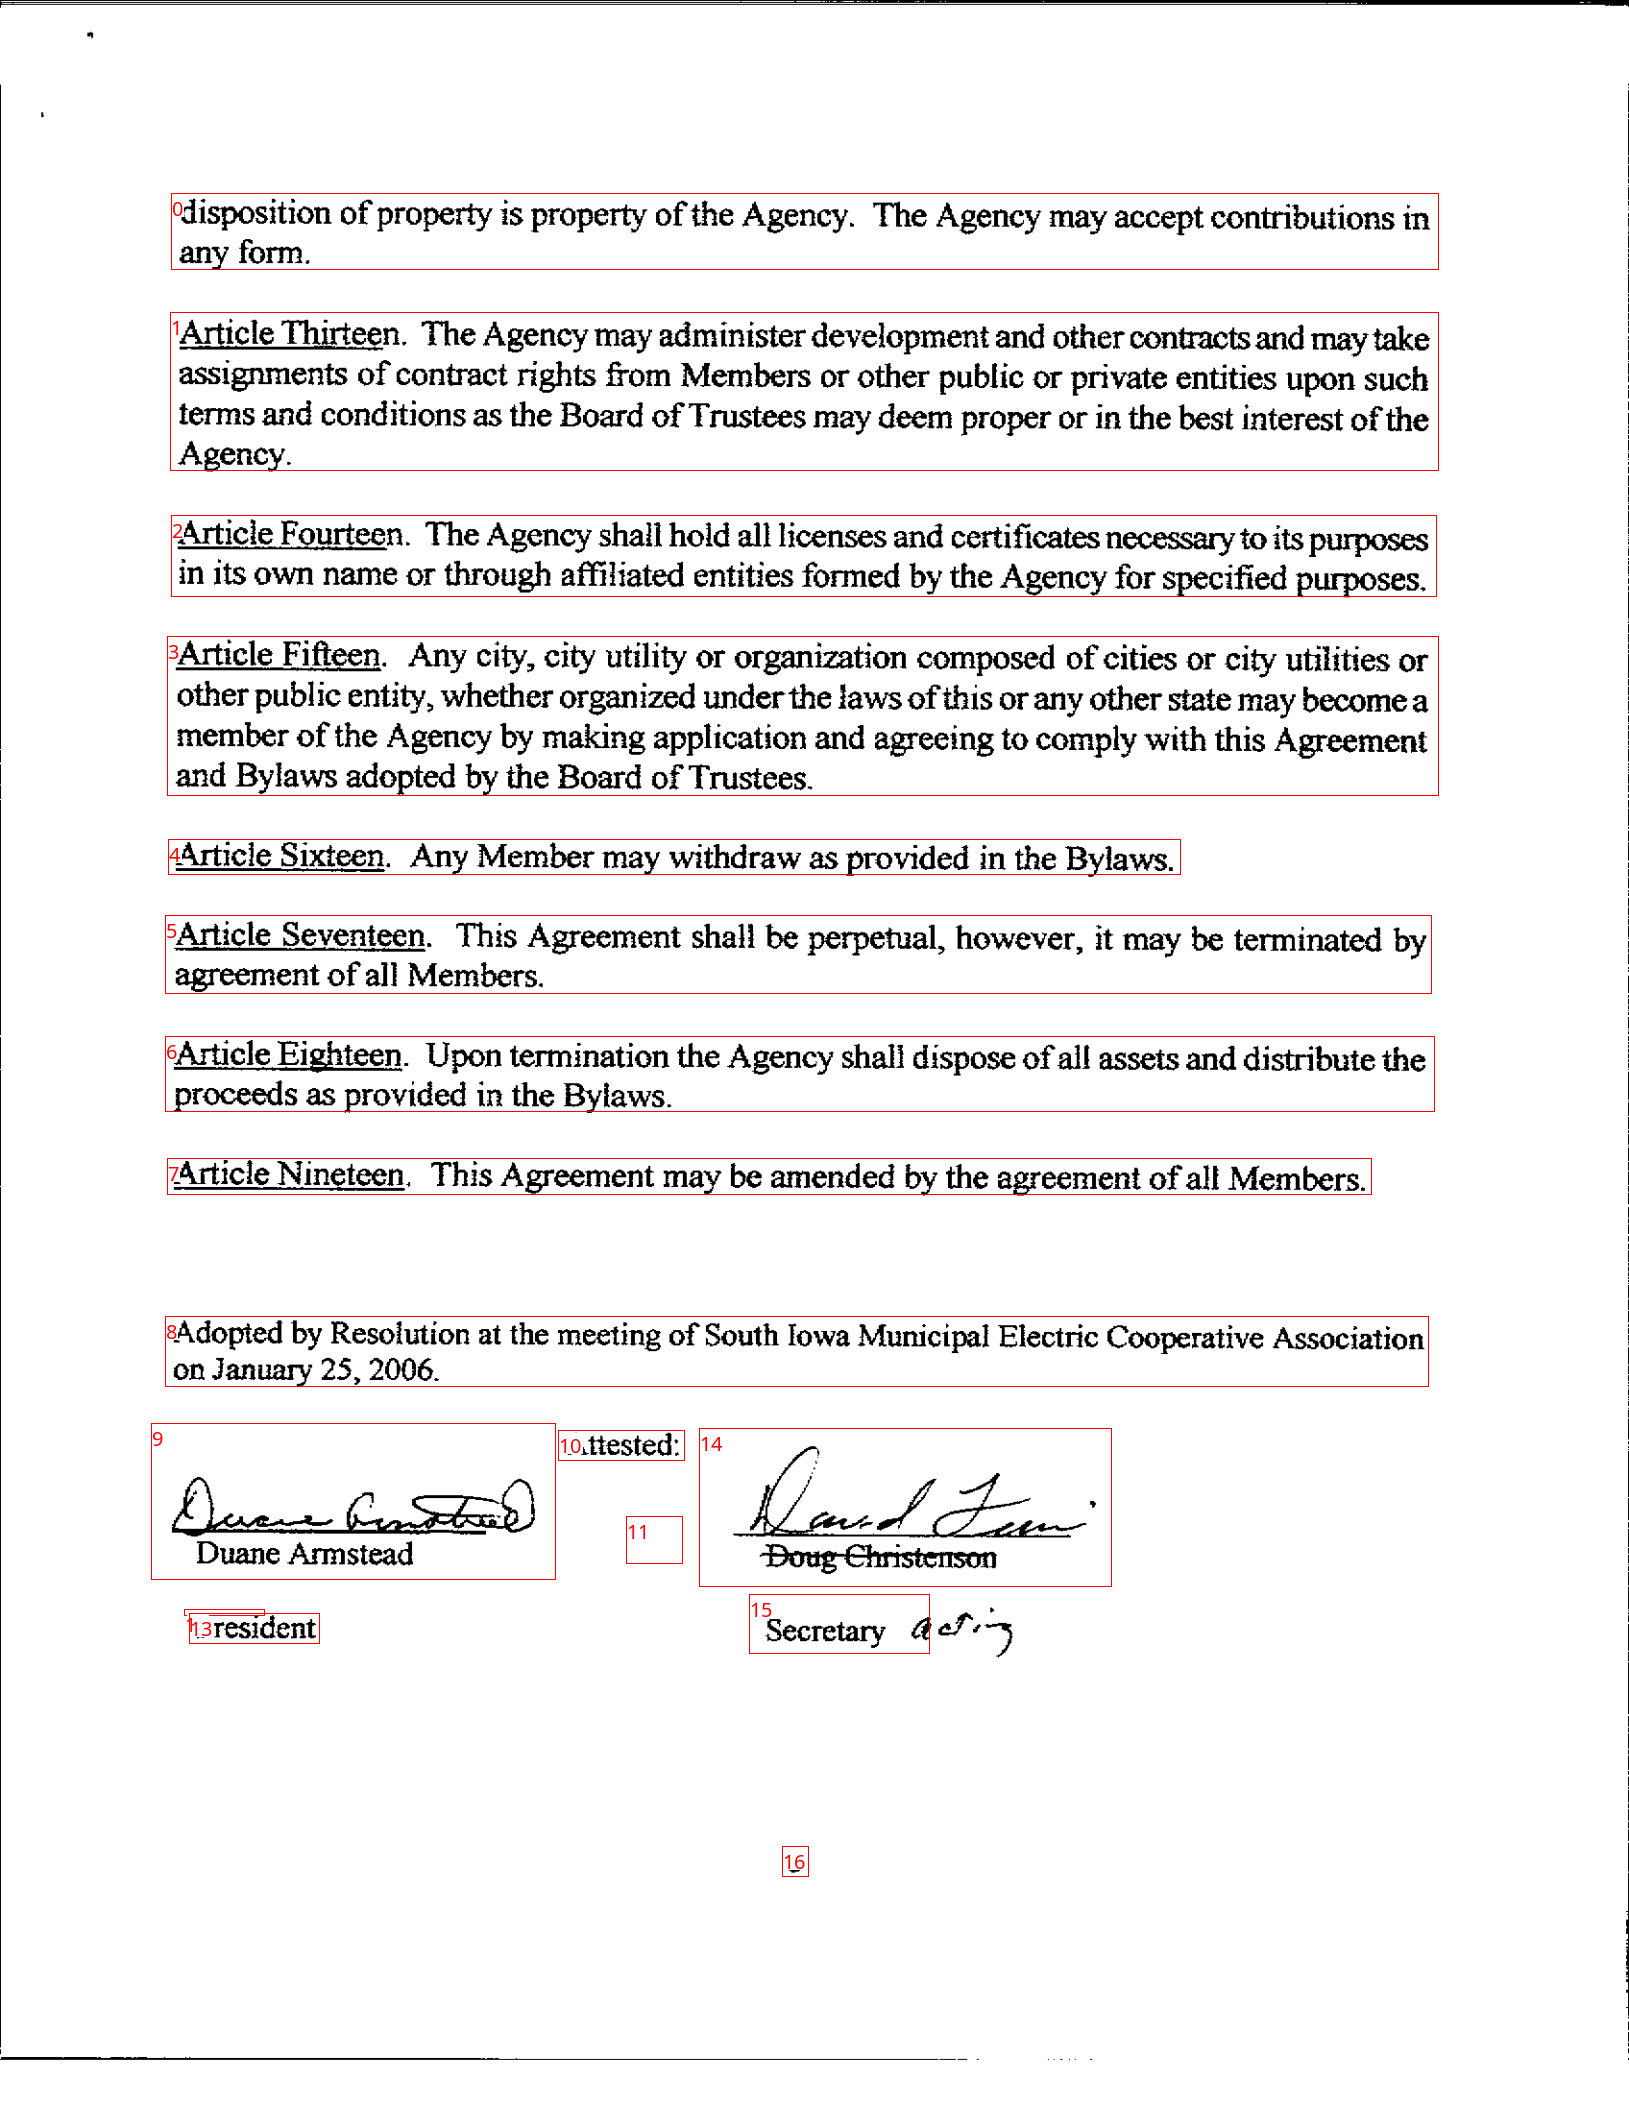 disposition of property is property of the Agency. The Agency may accept contributions in
any form.
Article Thirteen. The Agency may administer development and other contracts and may take
assignments of contract rights from Members or other public or private entities upon such
terms and conditions as the Board of Trustees may deem proper or in the best interest of the
Agency.
Article Fourteen. The Agency shall hold all licenses and certificates necessary to its purposes
in its own name or through affiliated entities formed by the Agency for specified purposes.
Article Fifteen. Any city, city utility or organization composed of cities or city utilities or
other public entity, whether organized under the laws of this or any other state may become a
member of the Agency by making application and agreeing to comply with this Agreement
and Bylaws adopted by the Board of Trustees.
Article Sixteen. Any Member may withdraw as provided in the Bylaws.
Article Seventeen. This Agreement shall be perpetual, however, it may be terminated by
agreement of all Members.
Article Eighteen. Upon termination the Agency shall dispose of all assets and distribute the
proceeds as provided in the Bylaws.
Article Nineteen. This Agreement may be amended by the agreement of all Members.
Adopted by Resolution at the meeting of South Iowa Municipal Electric Cooperative Association
on January 25, 2006.
Attested:
Duane Armstead David
Duane Armstead Doug Christenson
President Secretary acting